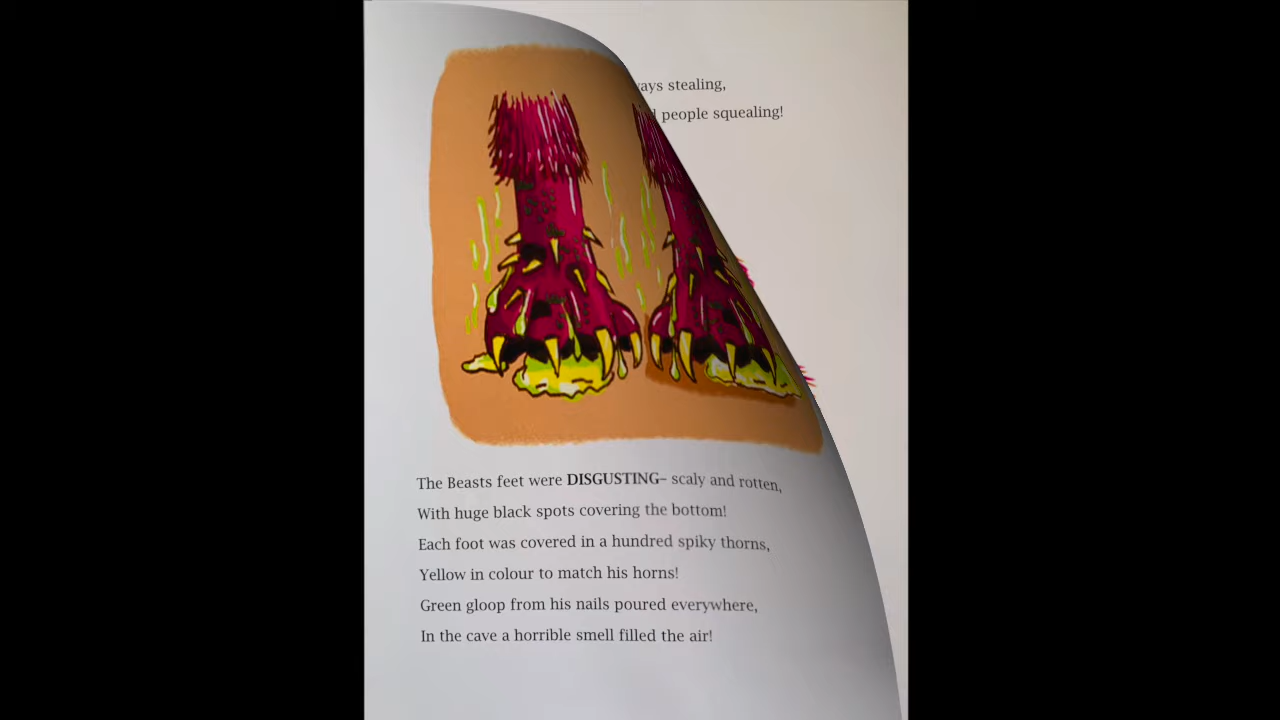 stealing,
people squealing!
The Beasts feet were DISGUSTING– scaly and rotten,
With huge black spots covering the bottom!
Each foot was covered in a hundred spiky thorns,
Yellow in colour to match his horns!
Green gloop from his nails poured everywhere,
In the cave a horrible smell filled the air!